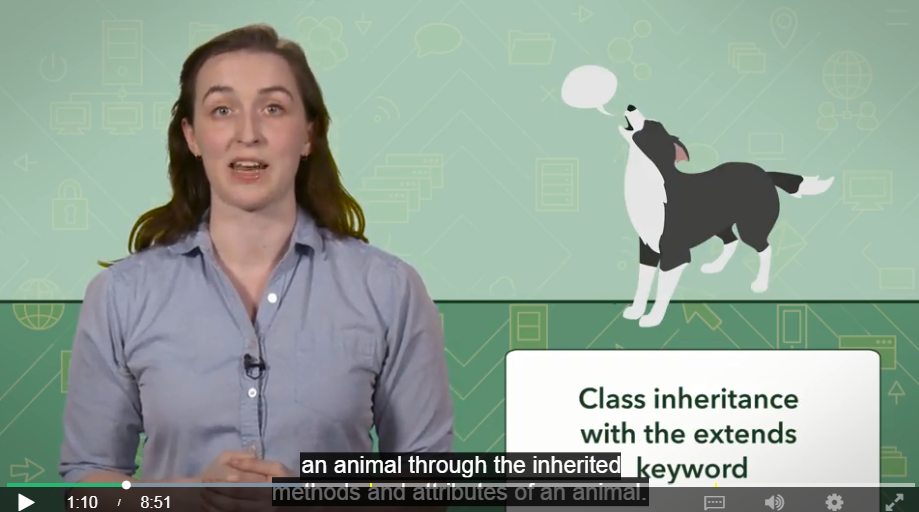 Class inheritance
with the extends
keyword
an animal through the inherited
methods and attributes of an animal.
1:10 / 8:51